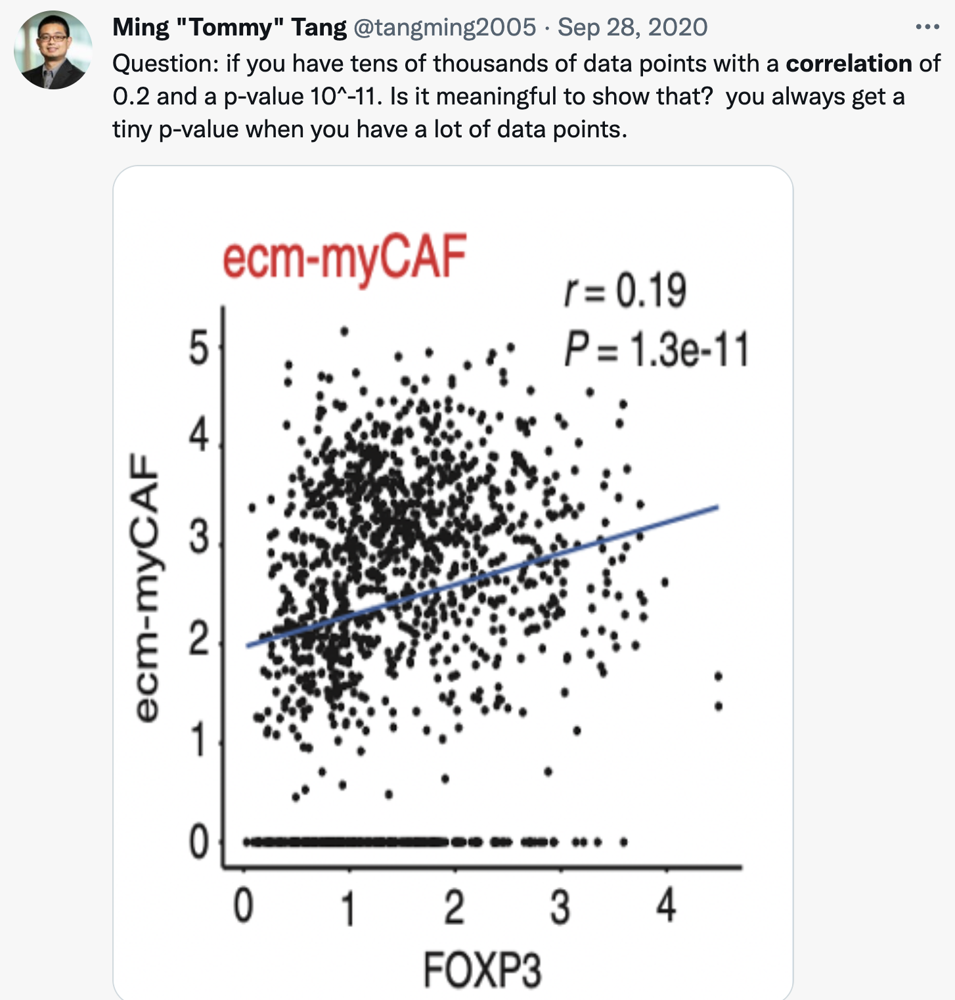 Ming "Tommy" Tang @tangming2005 · Sep 28, 2020
Question: if you have tens of thousands of data points with a correlation of
0.2 and a p-value 10^-11. Is it meaningful to show that?  you always get a
tiny p-value when you have a lot of data points.
ecm-myCAF
r = 0.19
P = 1.3e-11
5
4
3
2
1
0
ecm-myCAF
0 1 2 3 4
FOXP3